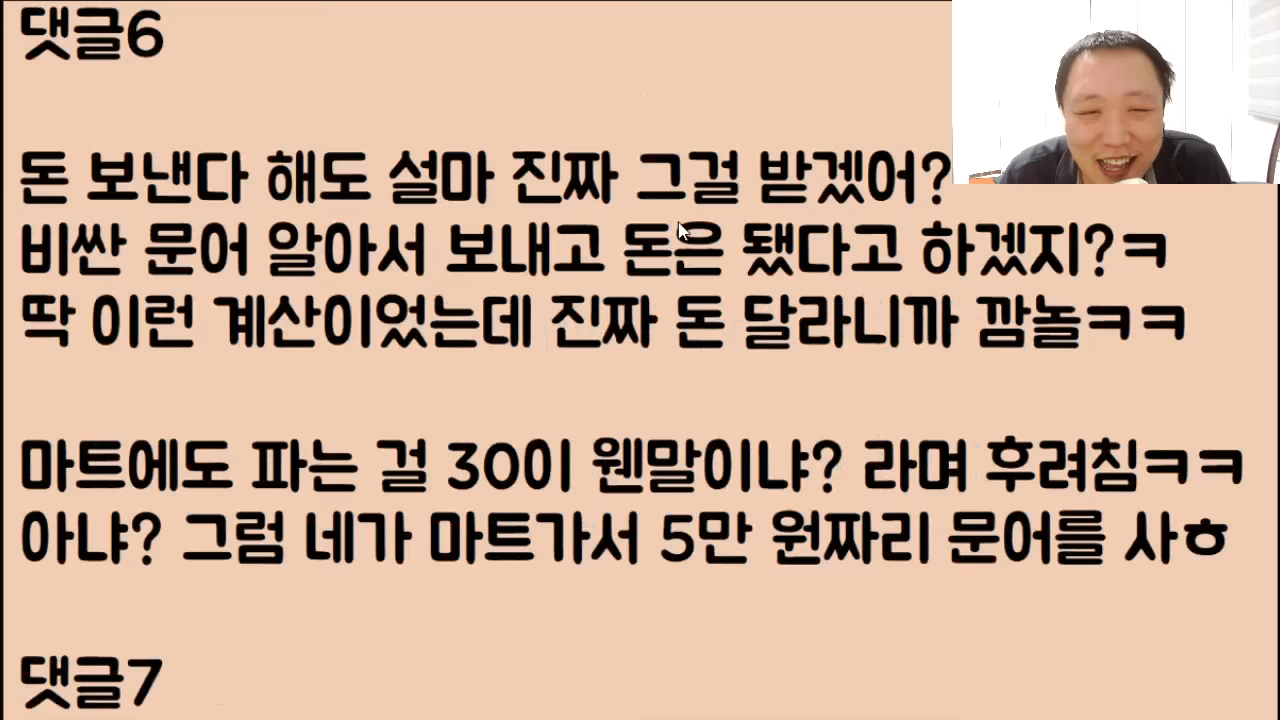 댓글6
돈 보낸다 해도 설마 진짜 그걸 받겠어?
비싼 문어 알아서 보내고 돈은 됐다고 하겠지?ㅋ
딱 이런 계산이었는데 진짜 돈 달라니까 깜놀ㅋㅋ
마트에도 파는 걸 30이 웬말이냐? 라며 후려침ㅋㅋ
아냐? 그럼 네가 마트가서 5만 원짜리 문어를 사ㅎ
댓글7